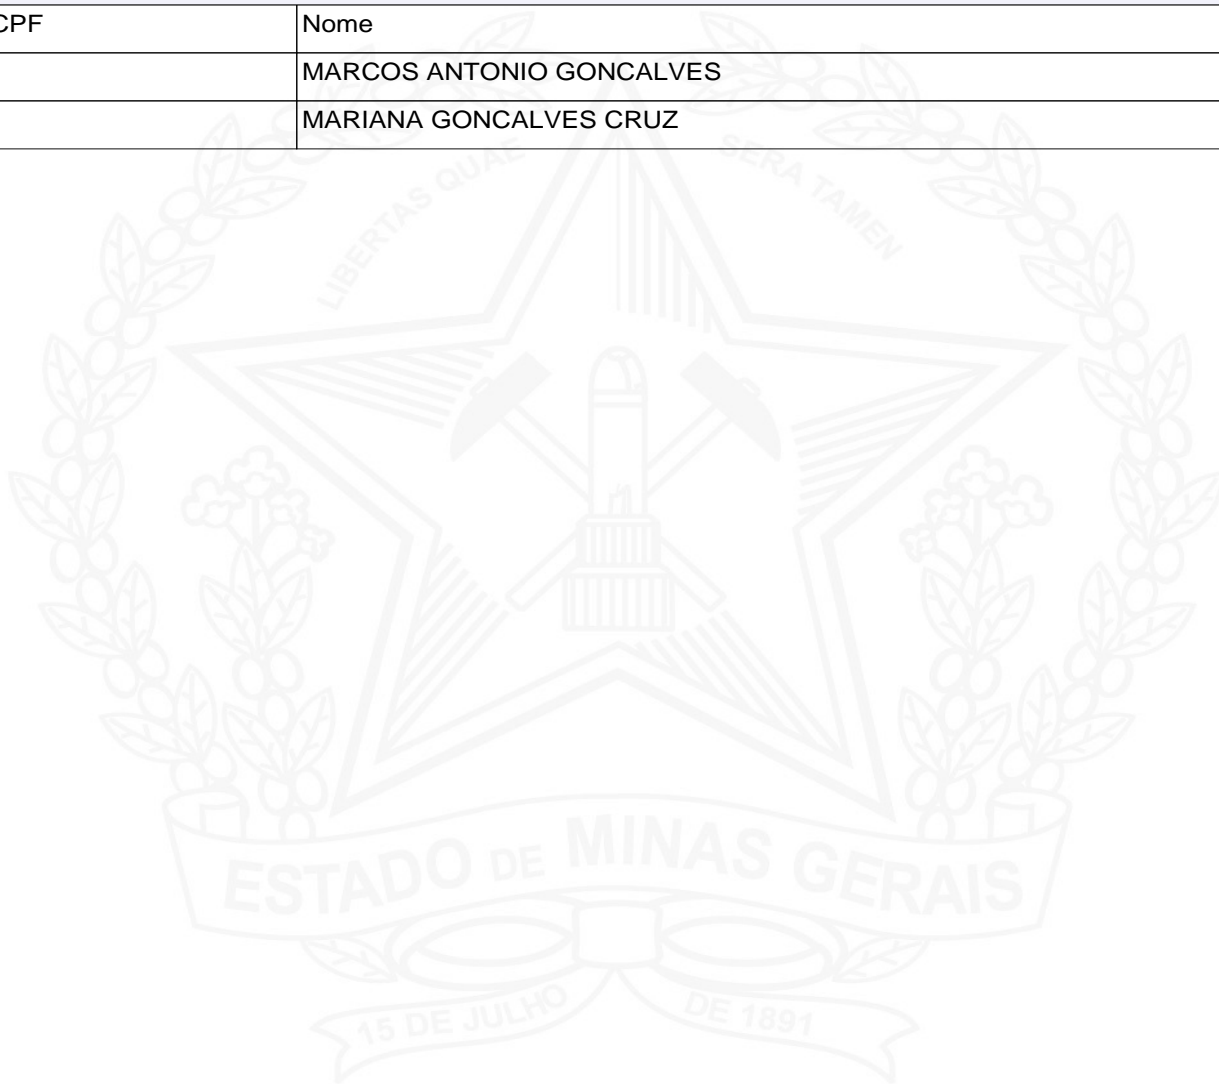 CPF Nome
MARCOS ANTONIO GONCALVES
MARIANA GONCALVES CRUZ
LIBERTAS QUAE SERA TAMEN
ESTADO DE MINAS GERAIS
15 DE JULHO DE 1891